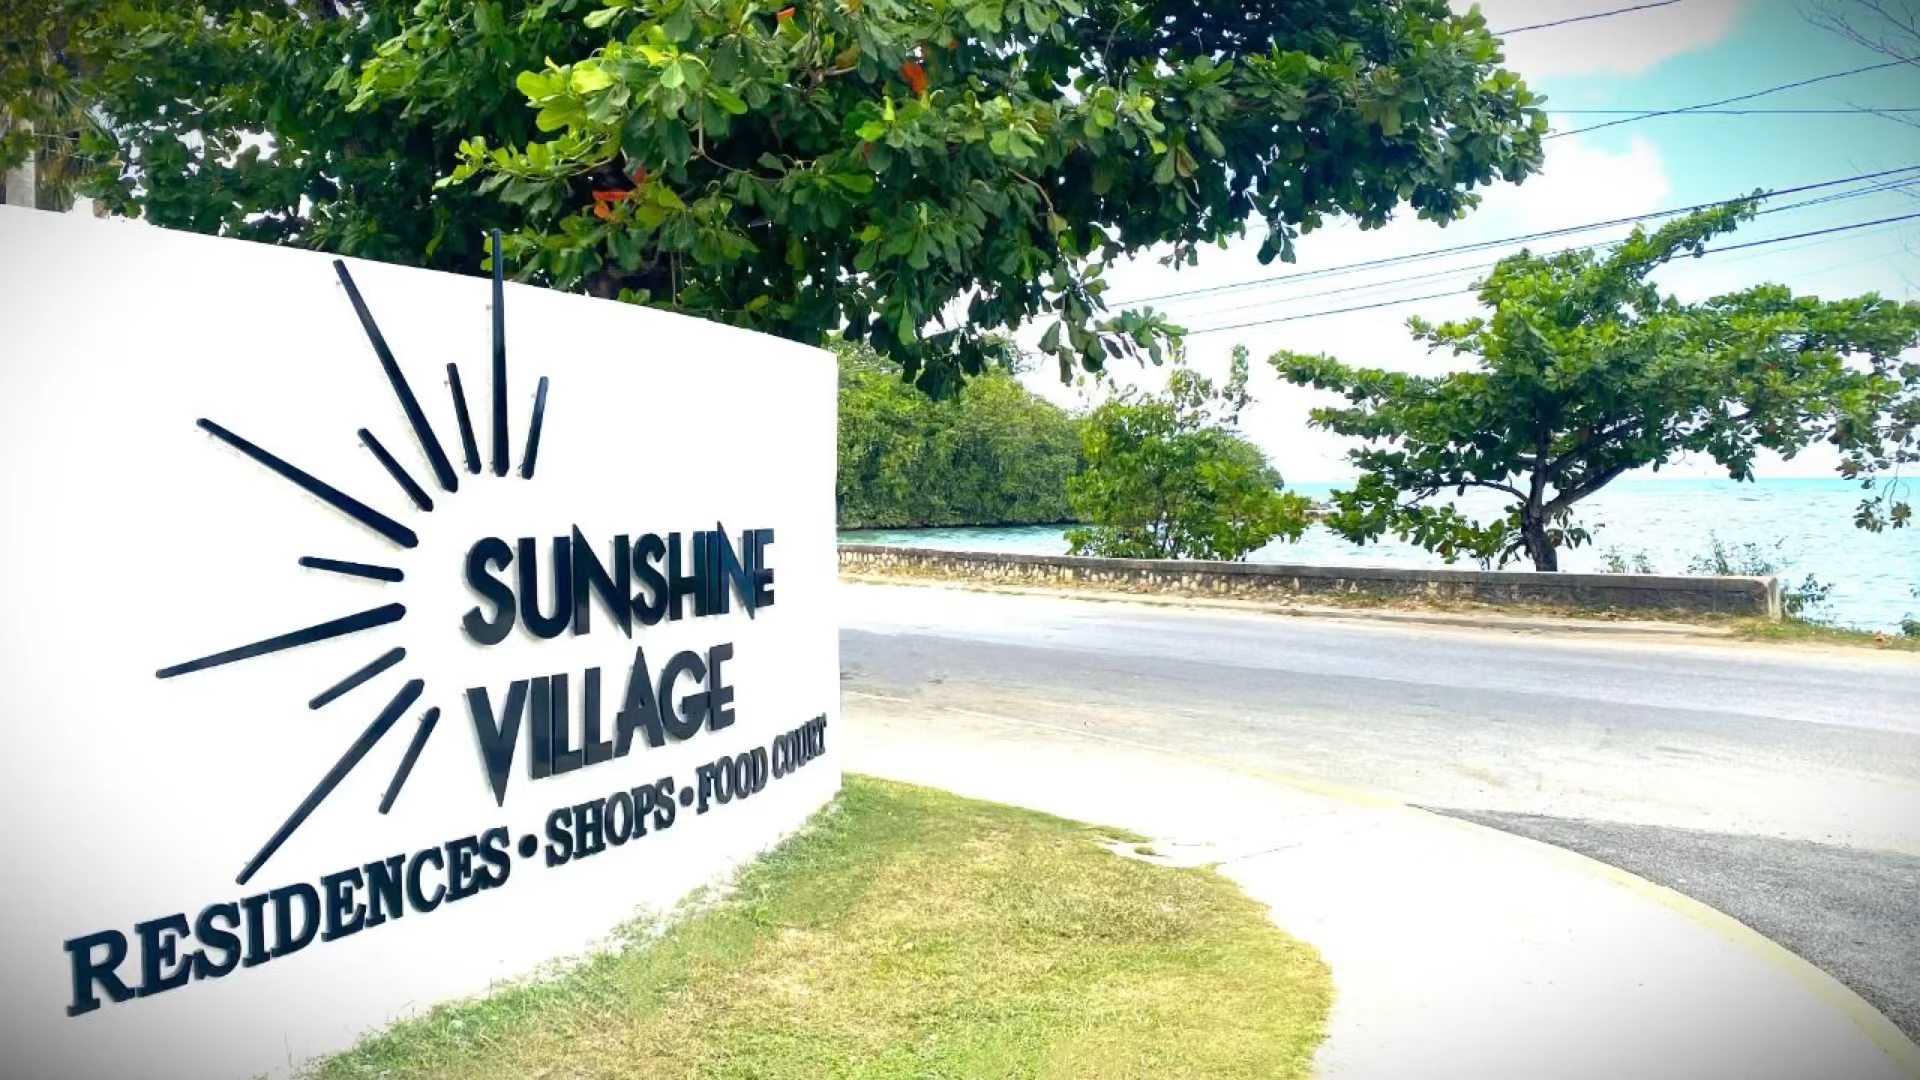 SUNSHINE
VILLAGE
RESIDENCES • SHOPS • FOOD COURT